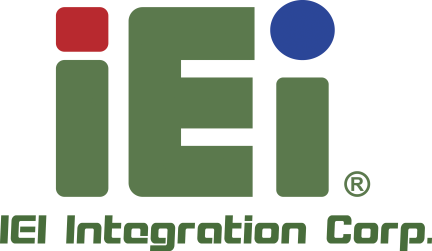 iEi ®
IEI Integration Corp.